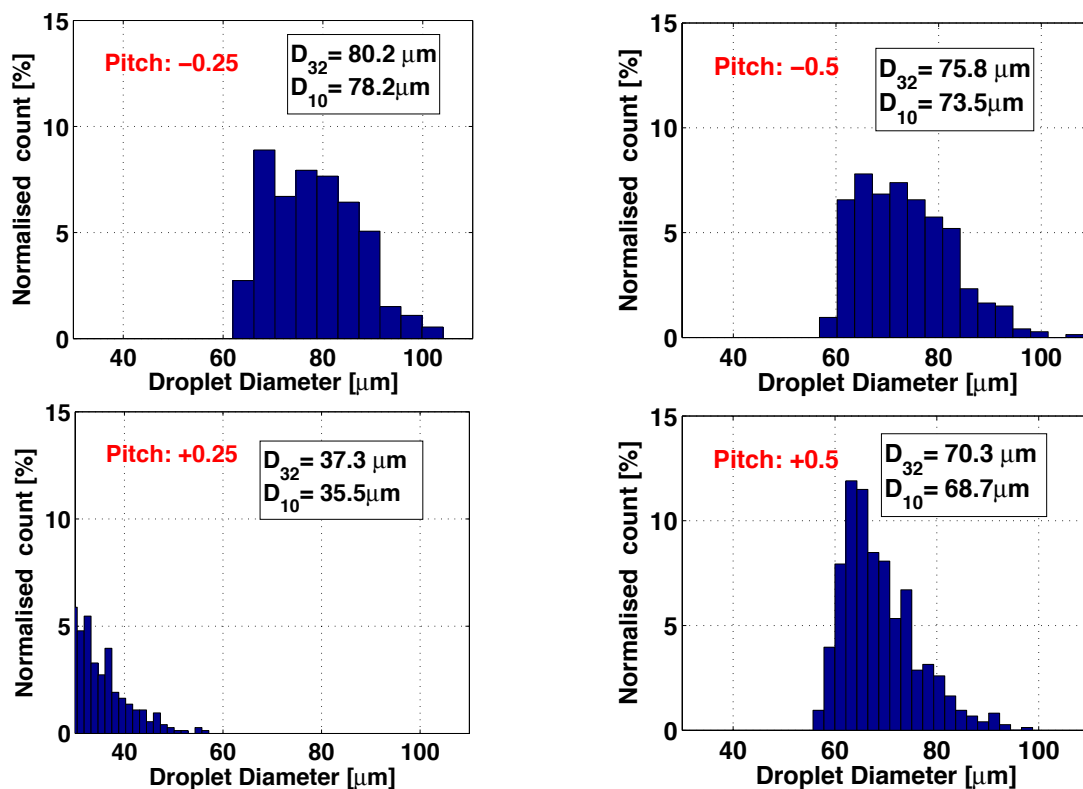 15
10
5
0
Normalised count [%]
Pitch: −0.25
D32= 80.2 μm
D10= 78.2μm
40 60 80 100
Droplet Diameter [μm]
15
10
5
0
Normalised count [%]
Pitch: −0.5
D32= 75.8 μm
D10= 73.5μm
40 60 80 100
Droplet Diameter [μm]
15
10
5
0
Normalised count [%]
Pitch: +0.25
D32= 37.3 μm
D10= 35.5μm
40 60 80 100
Droplet Diameter [μm]
15
10
5
0
Normalised count [%]
Pitch: +0.5
D32= 70.3 μm
D10= 68.7μm
40 60 80 100
Droplet Diameter [μm]